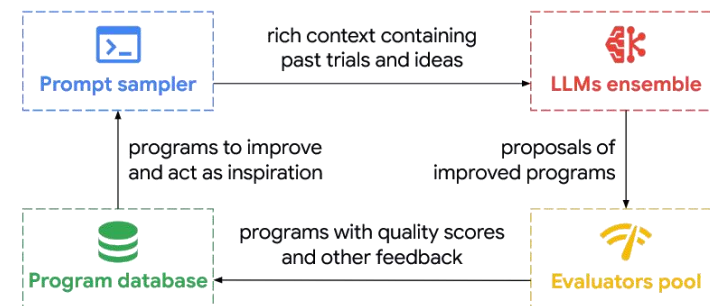 rich context containing
past trials and ideas
Prompt sampler
LLMs ensemble
programs to improve
and act as inspiration
proposals of
improved programs
programs with quality scores
and other feedback
Program database
Evaluators pool